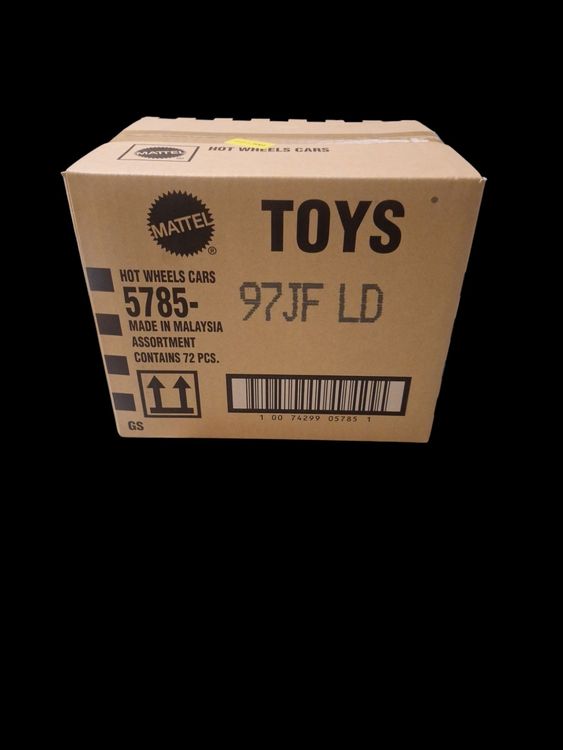 MATTEL
HOT WHEELS CARS
MATTEL
®
TOYS
HOT WHEELS CARS
5785-
97JF LD
MADE IN MALAYSIA
ASSORTMENT
CONTAINS 72 PCS.
1 00 74299 05785 1
GS